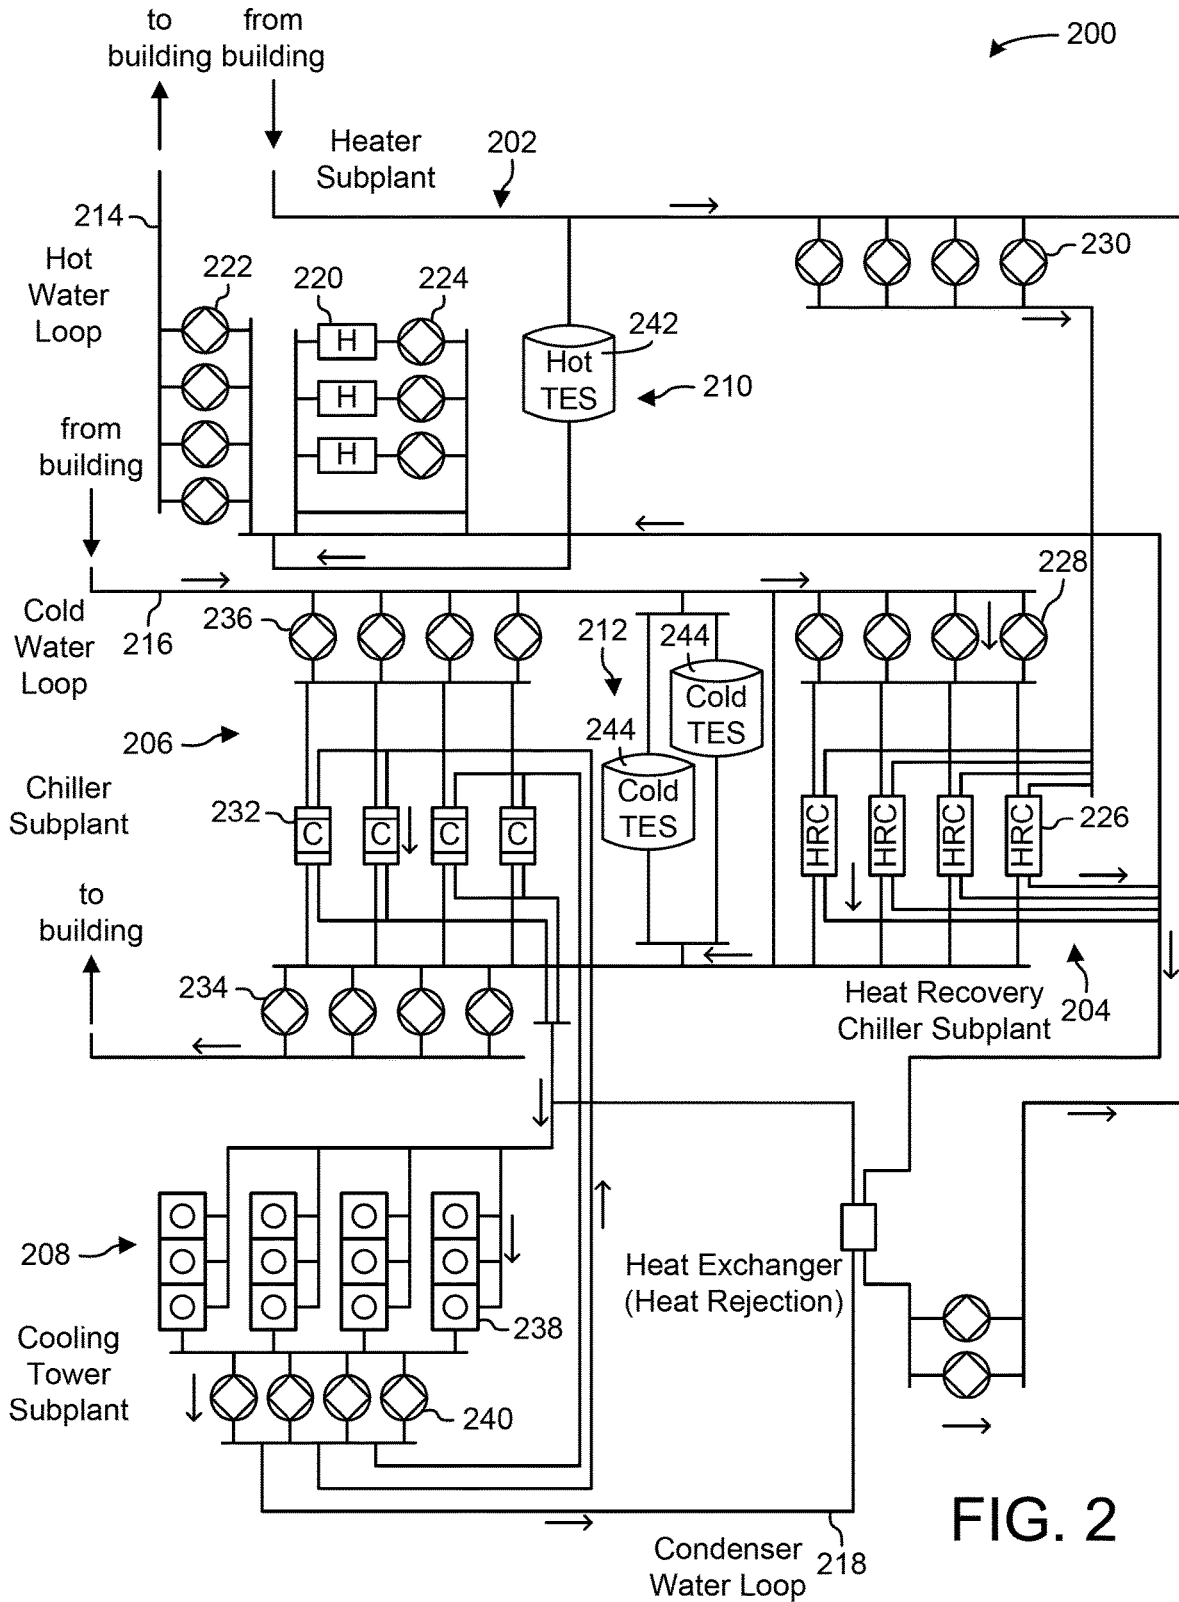 to
building
from
building
200
Heater
Subplant
202
214
Hot
Water
Loop
222
220
224
H
H
H
242
Hot
TES
210
230
from
building
Cold
Water
Loop
216
236
212
244
Cold
TES
244
Cold
TES
228
206
Chiller
Subplant
232
C
C
C
C
HRC
HRC
HRC
HRC
226
to
building
234
Heat Recovery
Chiller Subplant
204
208
Cooling
Tower
Subplant
238
240
Heat Exchanger
(Heat Rejection)
Condenser
Water Loop
218
FIG. 2